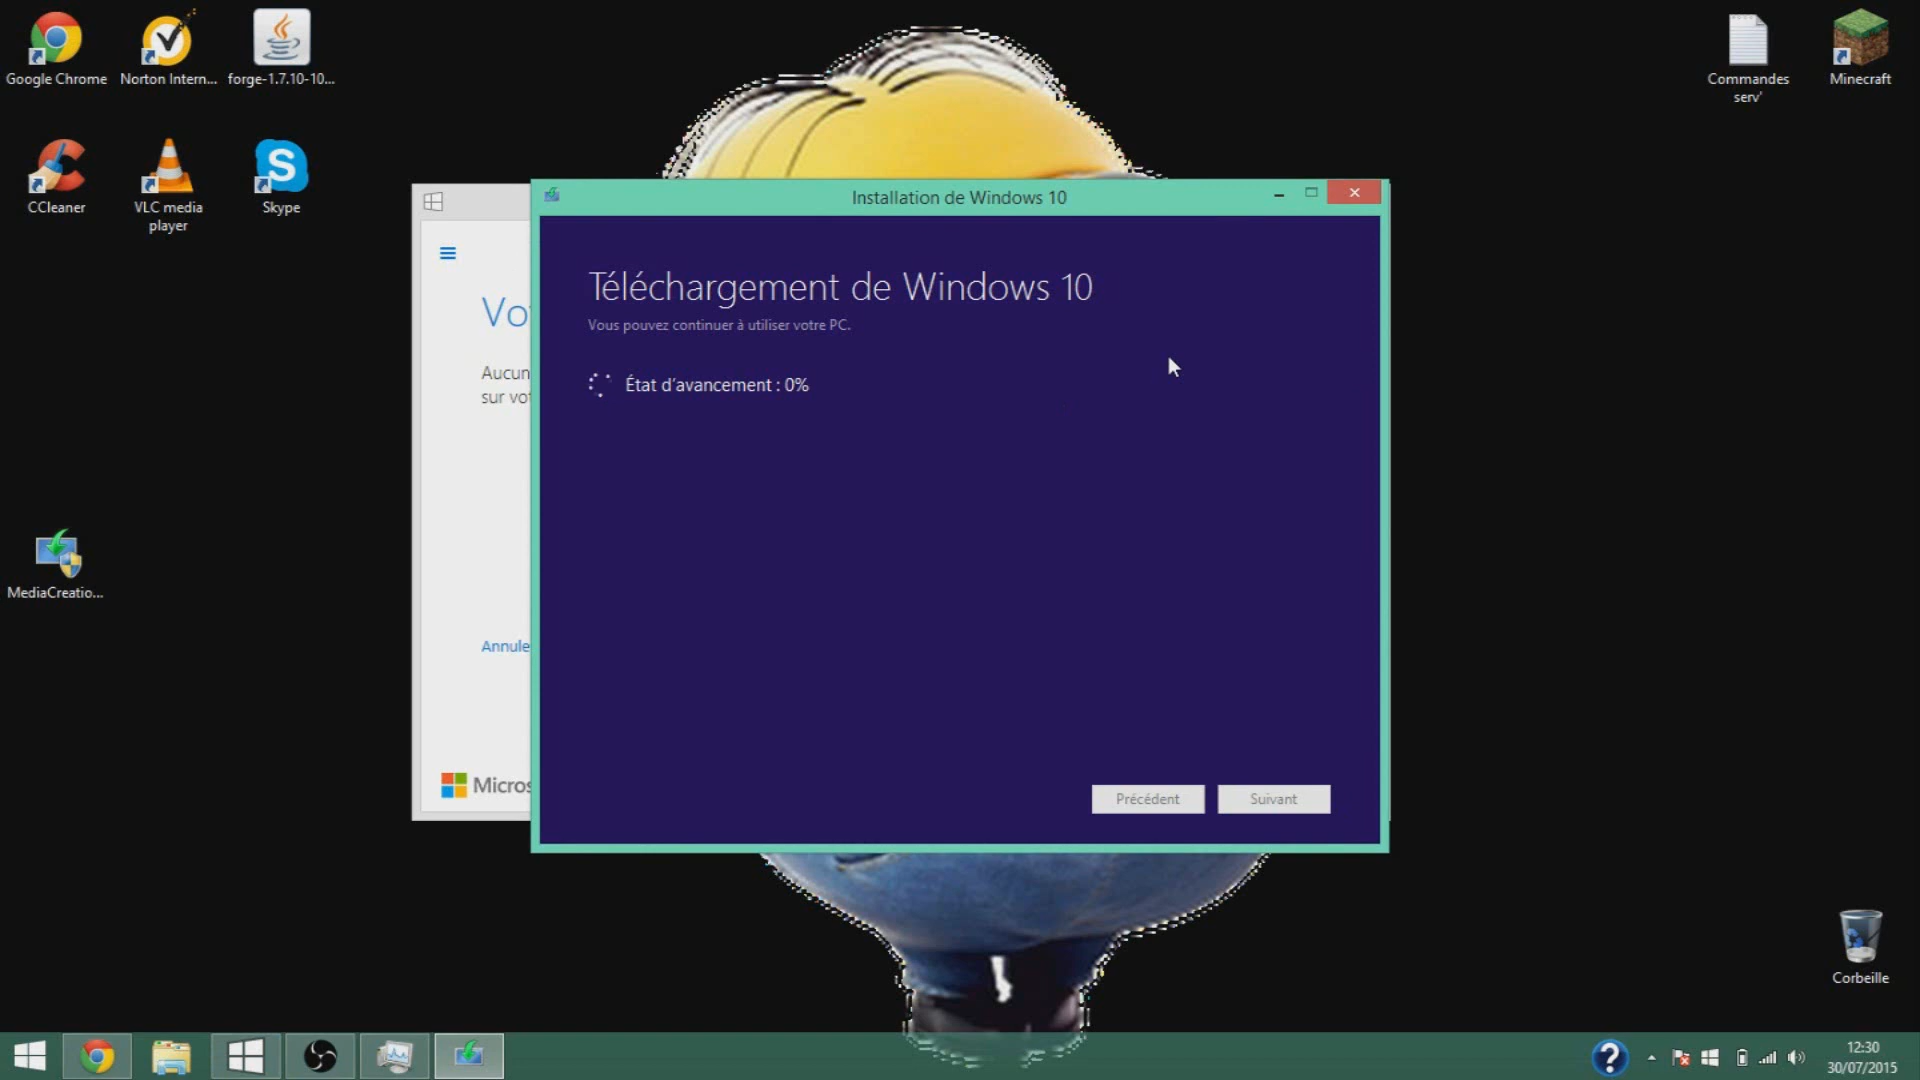 Google Chrome
Norton Intern...
forge-1.7.10-10...
Commandes
serv'
Minecraft
CCleaner
VLC media
player
Skype
MediaCreatio...
Installation de Windows 10
Téléchargement de Windows 10
Vous pouvez continuer à utiliser votre PC.
État d'avancement : 0%
Précédent
Suivant
Vo
Aucun
sur vot
Annule
Micros
Corbeille
12:30
30/07/2015